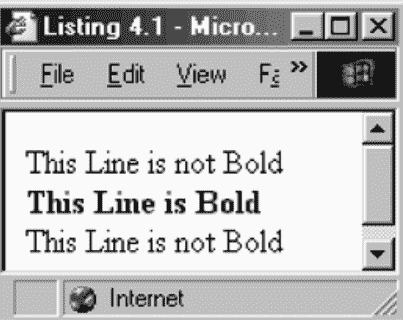 Listing 4.1 - Micro...
File Edit View Fa »
This Line is not Bold
This Line is Bold
This Line is not Bold
Internet